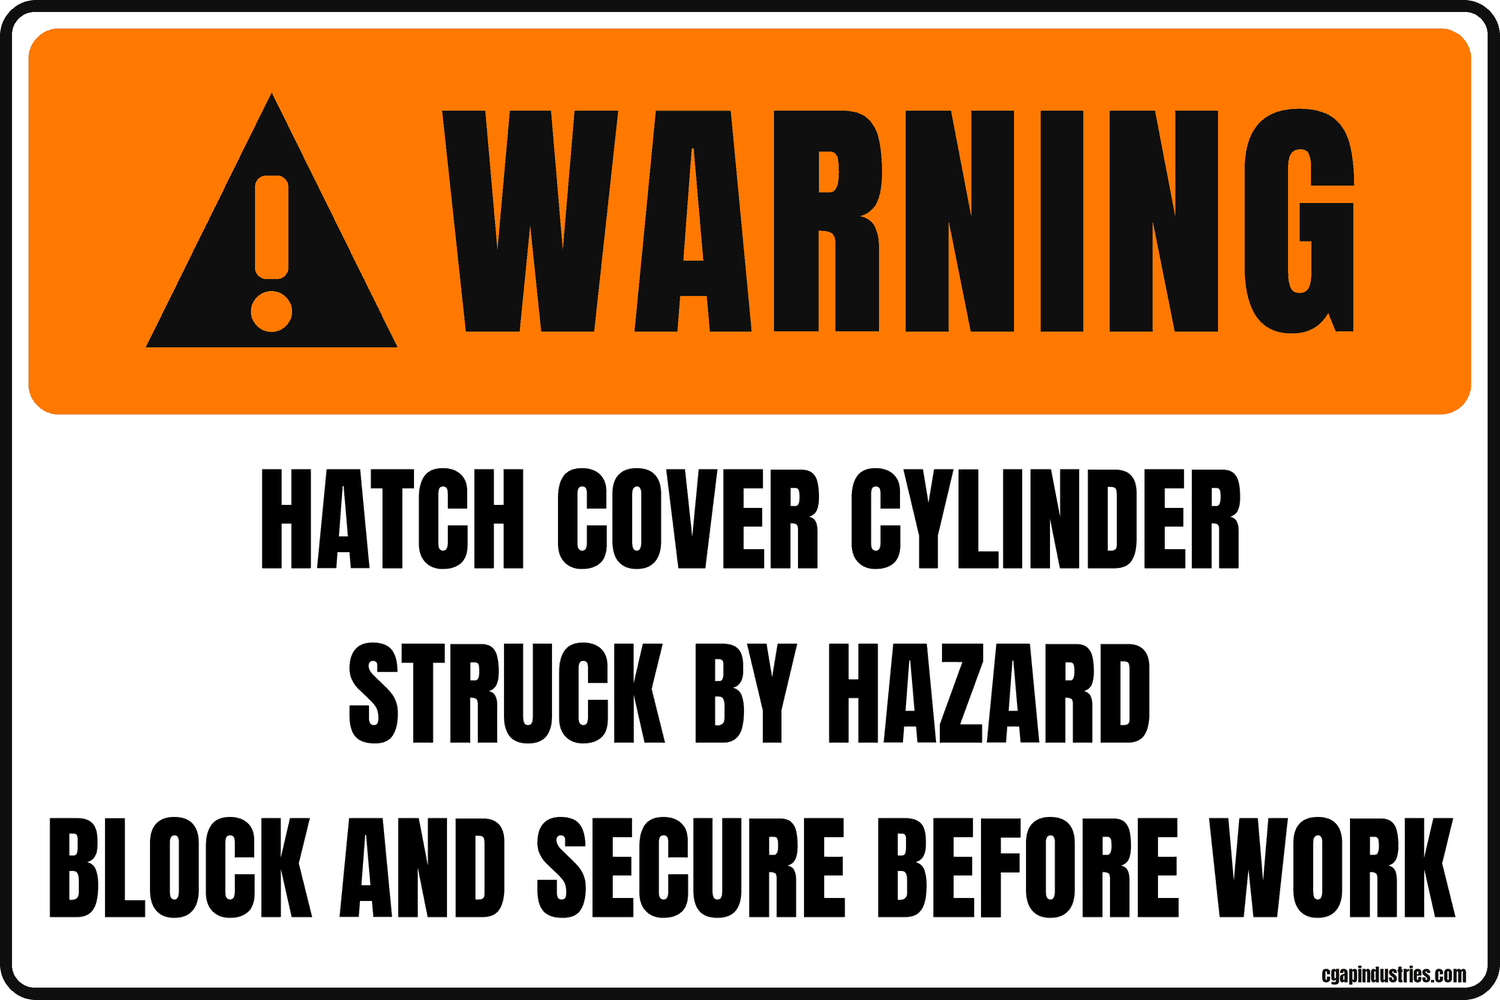 WARNING
HATCH COVER CYLINDER
STRUCK BY HAZARD
BLOCK AND SECURE BEFORE WORK
cgapindustries.com